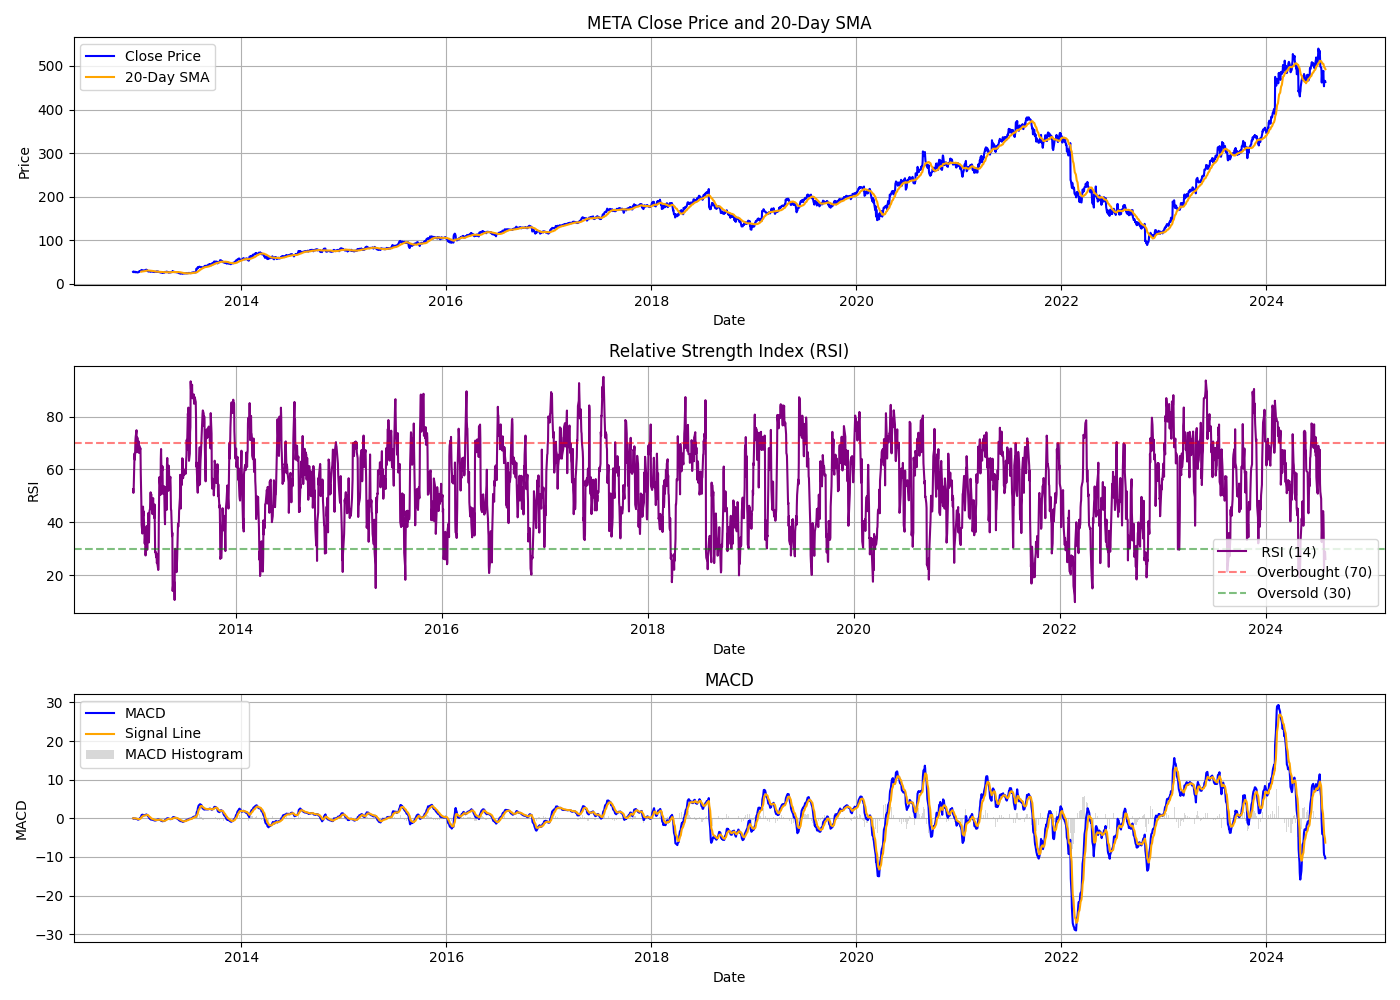 META Close Price and 20-Day SMA
Close Price
20-Day SMA
500
400
300
200
100
0
Price
2014 2016 2018 2020 2022 2024
Date
Relative Strength Index (RSI)
80
60
40
20
RSI
RSI (14)
Overbought (70)
Oversold (30)
2014 2016 2018 2020 2022 2024
Date
MACD
MACD
Signal Line
MACD Histogram
30
20
10
0
−10
−20
−30
MACD
2014 2016 2018 2020 2022 2024
Date